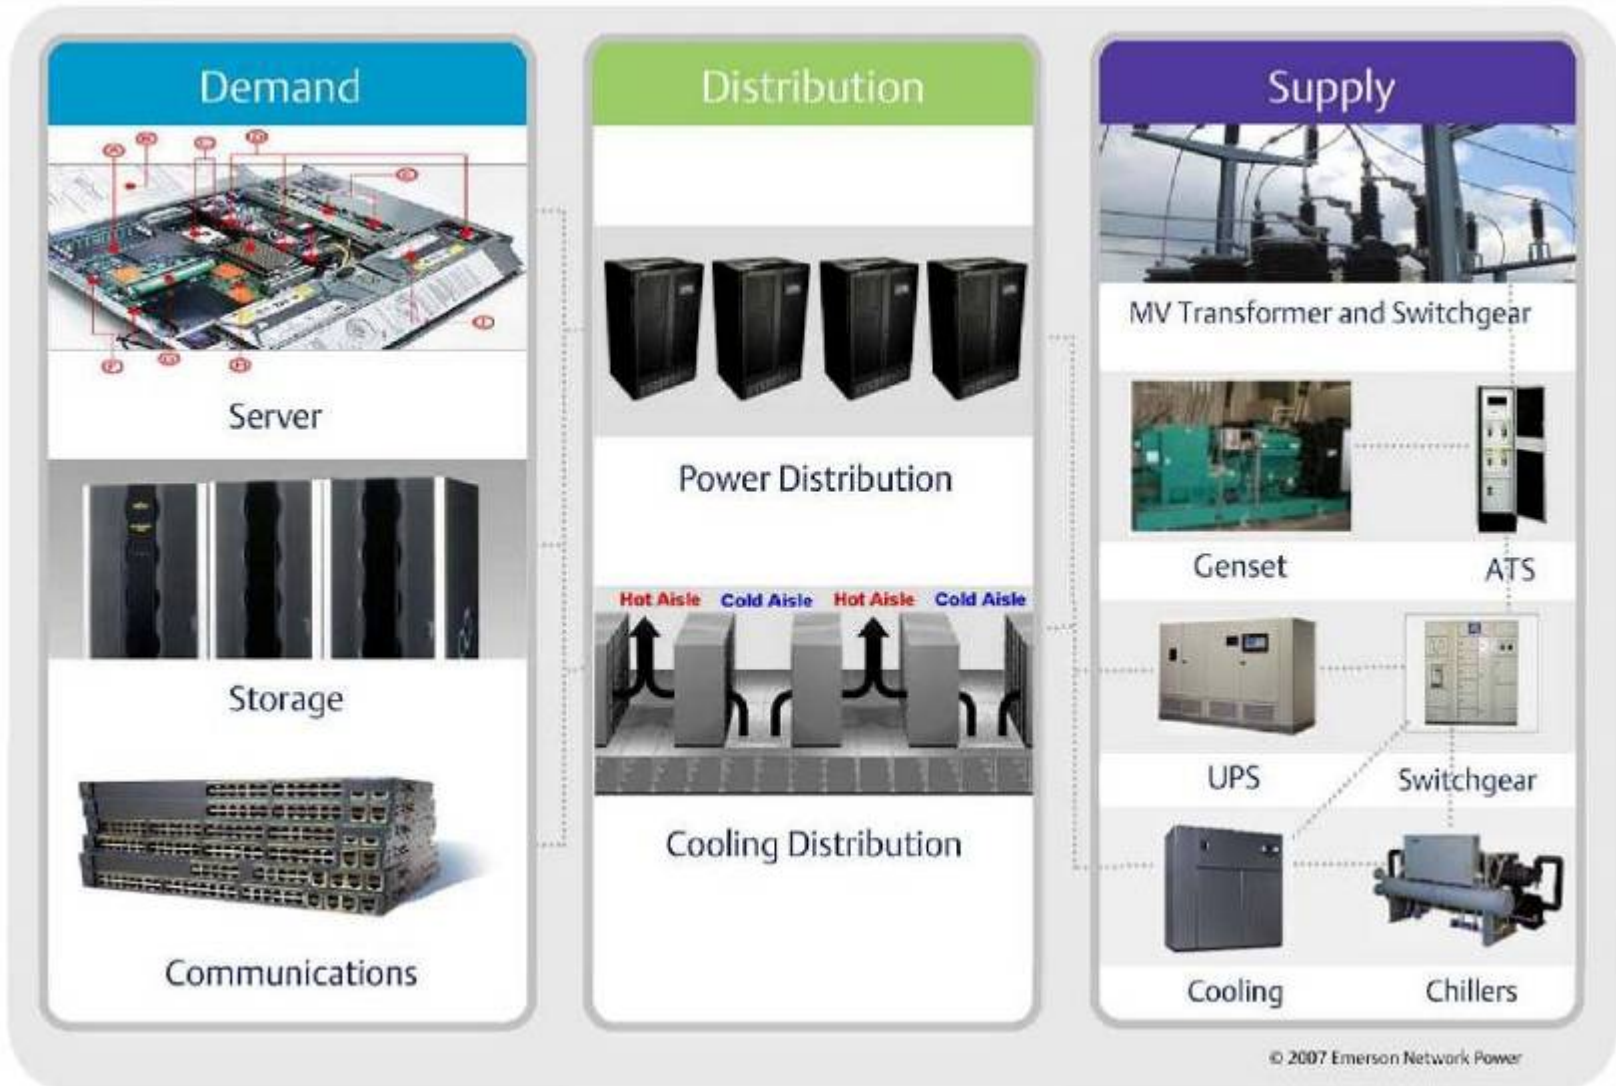 Demand
A
K
C
D
E
F
G
H
I
Server
Storage
Communications
Distribution
Power Distribution
Hot Aisle Cold Aisle Hot Aisle Cold Aisle
Cooling Distribution
Supply
MV Transformer and Switchgear
Genset
ATS
UPS
Switchgear
Cooling
Chillers
© 2007 Emerson Network Power